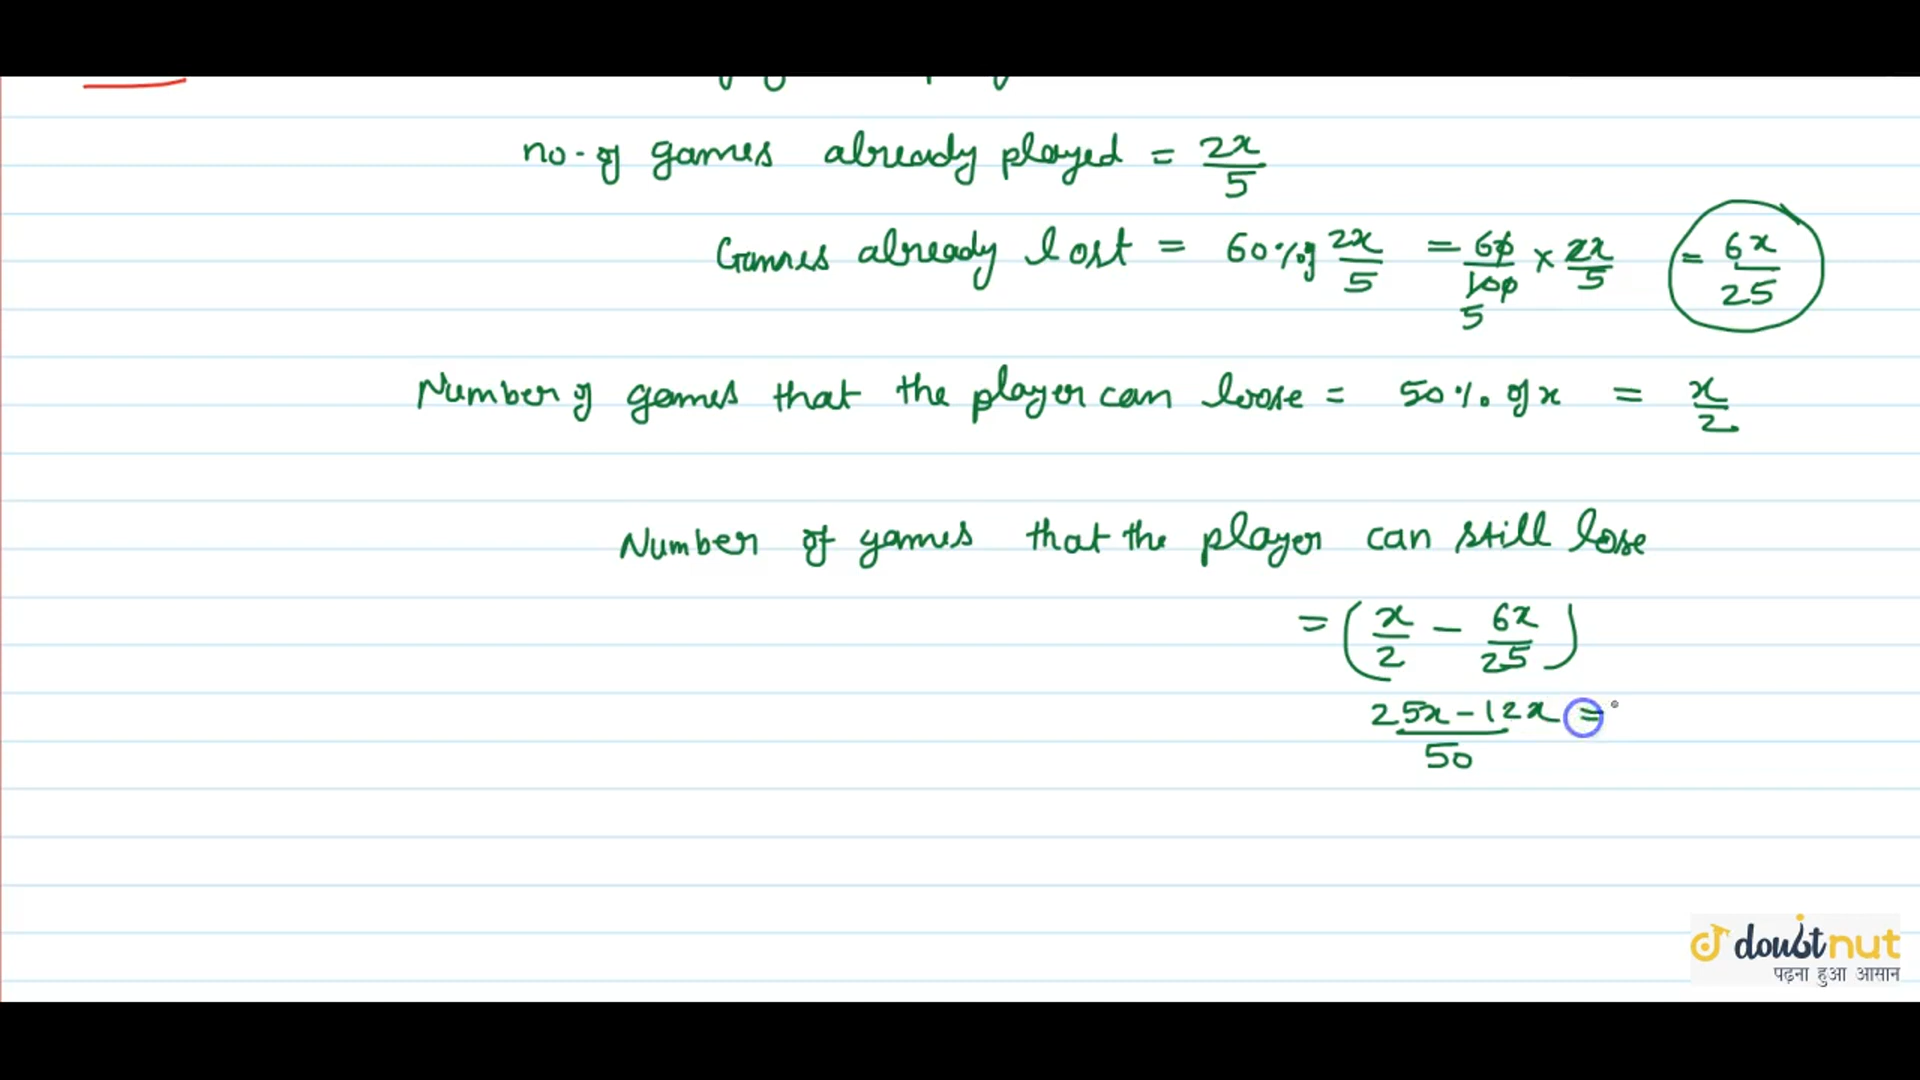 no. of games already played = 2x/5
Games already lost = 60% of 2x/5 = 60/100 5 × 2x/5 = 6x/25
Number of games that the player can loose = 50% of x = x/2
Number of games that the player can still lose
= (x/2 - 6x/25)
25x-12x/50 =
doubtnut
पढ़ना हुआ आसान